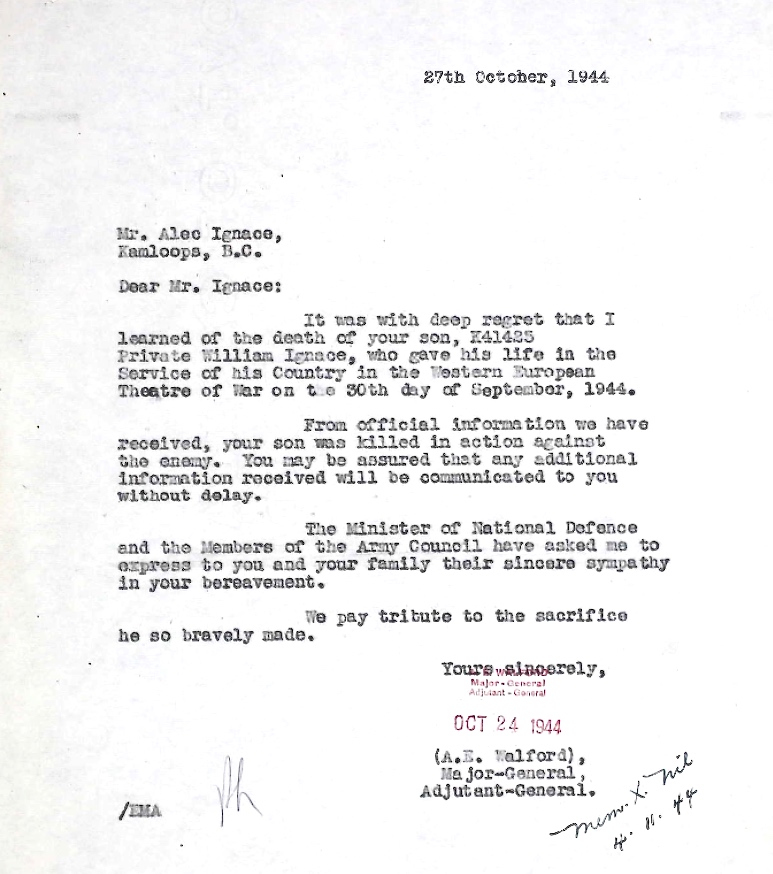 27th October, 1944
Mr. Alec Ignace,
Kamloops, B.C.
Dear Mr. Ignace:
It was with deep regret that I
learned of the death of your son, K41425
Private William Ignace, who gave his life in the
Service of his Country in the Western European
Theatre of War on the 30th day of September, 1944.
From official information we have
received, your son was killed in action against
the enemy. You may be assured that any additional
information received will be communicated to you
without delay.
The Minister of National Defence
and the Members of the Army Council have asked me to
express to you and your family their sincere sympathy
in your bereavement.
We pay tribute to the sacrifice
he so bravely made.
Yours sincerely,
WALFORD
Major-General
Adjutant-General
OCT 24 1944
(A.E. Walford),
Major-General,
Adjutant-General.
/EMA
Mem. X. Nil
4. 11. 44